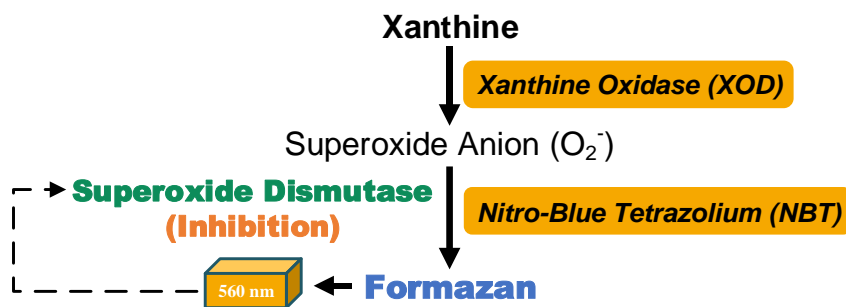 Xanthine
Xanthine Oxidase (XOD)
Superoxide Anion (O₂⁻)
Superoxide Dismutase
(Inhibition)
Nitro-Blue Tetrazolium (NBT)
560 nm
Formazan